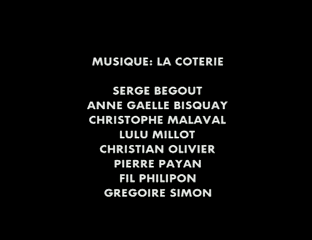 MUSIQUE: LA COTERIE
SERGE BEGOUT
ANNE GAELLE BISQUAY
CHRISTOPHE MALAVAL
LULU MILLOT
CHRISTIAN OLIVIER
PIERRE PAYAN
FIL PHILIPON
GREGOIRE SIMON